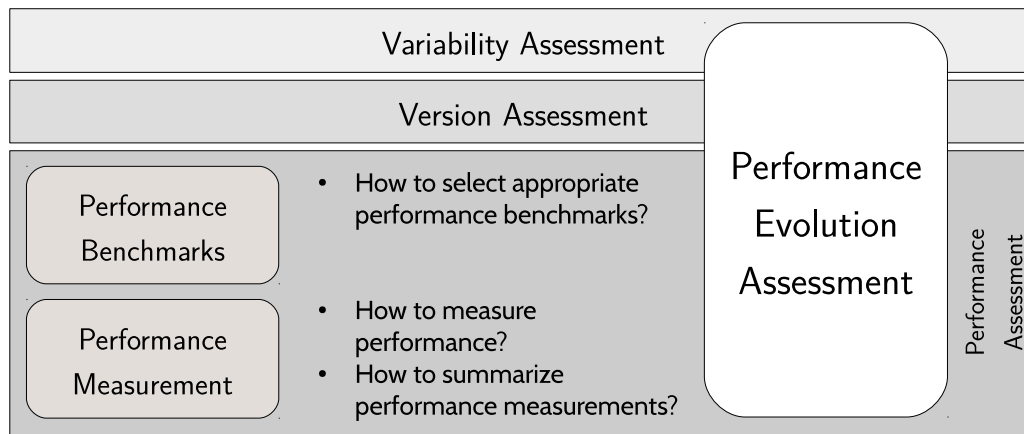 Variability Assessment
Version Assessment
Performance
Benchmarks
• How to select appropriate
performance benchmarks?
Performance
Measurement
• How to measure
performance?
• How to summarize
performance measurements?
Performance
Evolution
Assessment
Performance
Assessment